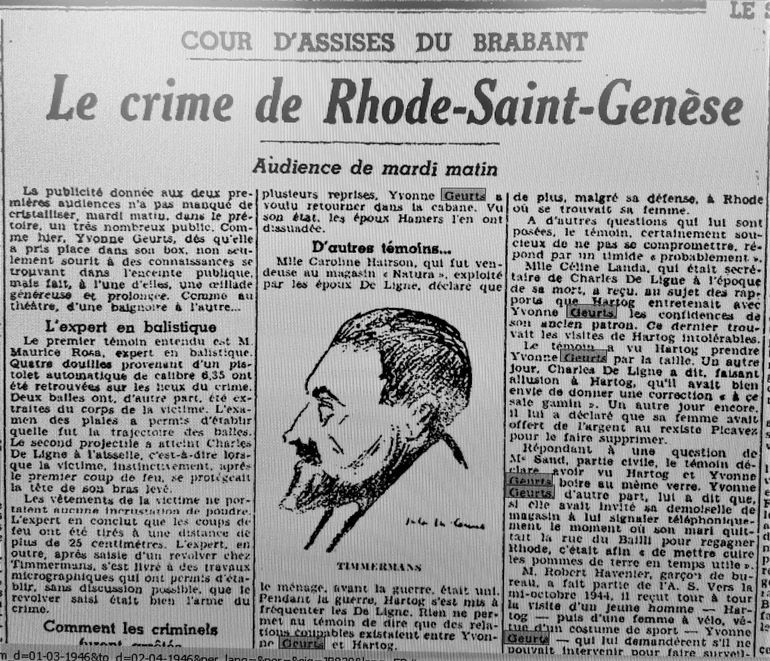 LE S
COUR D'ASSISES DU BRABANT
Le crime de Rhode-Saint-Genèse
Audience de mardi matin
La publicité donnée aux deux pre-
mières audiences n'a pas manqué de
cristalliser, mardi matin, dans le pré-
toire, un très nombreux public. Com-
me hier, Yvonne Geurts, dès qu'elle
a pris place dans son box, non seu-
lement sourit à des connaissances se
trouvant dans l'enceinte publique,
mais fait, à l'une d'elles, une œillade
généreuse et prolongée. Comme au
théâtre, d'une baignoire à l'autre...
L'expert en balistique
Le premier témoin entendu est M.
Maurice Rosa, expert en balistique.
Quatre douilles provenant d'un pis-
tolet automatique de calibre 6,35 ont
été retrouvées sur les lieux du crime.
Deux balles ont, d'autre part, été ex-
traites du corps de la victime. L'exa-
men des plaies a permis d'établir
quelle fut la trajectoire des balles.
Le second projectile a atteint Charles
De Ligne à l'aisselle, c'est-à-dire lors-
que la victime, instinctivement, après
le premier coup de feu, se protégeait
la tête de son bras levé.
Les vêtements de la victime ne por-
taient aucune incrustation de poudre.
L'expert en conclut que les coups de
feu ont été tirés à une distance de
plus de 25 centimètres. L'expert, en
outre, après saisie d'un revolver chez
Timmermans, s'est livré à des travaux
micrographiques qui ont permis d'éta-
blir, sans discussion possible, que le
revolver saisi était bien l'arme du
crime.
Comment les criminels
furent arrêtés
plusieurs reprises, Yvonne Geurts a
voulu retourner dans la cabane. Vu
son état, les époux Hamers l'en ont
dissuadée.
D'autres témoins...
Mlle Caroline Hairson, qui fut ven-
deuse au magasin « Natura », exploité
par les époux De Ligne, déclare que
TIMMERMANS
le ménage, avant la guerre, était uni.
Pendant la guerre, Hartog s'est mis à
fréquenter les De Ligne. Rien ne per-
met au témoin de dire que des rela-
tions coupables existaient entre Yvon-
ne Geurts et Hartog.
de plus, malgré sa défense, à Rhode
où se trouvait sa femme.
A d'autres questions qui lui sont
posées, le témoin, certainement sou-
cieux de ne pas se compromettre, ré-
pond par un timide « probablement ».
Mlle Céline Landa, qui était secré-
taire de Charles De Ligne à l'époque
de sa mort, a reçu, au sujet des rap-
ports que Hartog entretenait avec
Yvonne Geurts, les confidences de
son ancien patron. Ce dernier trou-
vait les visites de Hartog intolérables.
Le témoin a vu Hartog prendre
Yvonne Geurts par la taille. Un autre
jour, Charles De Ligne a dit, faisant
allusion à Hartog, qu'il avait bien
envie de donner une correction « à ce
sale gamin ». Un autre jour encore,
il lui a déclaré que sa femme avait
offert de l'argent au rexiste Picavez
pour le faire supprimer.
Répondant à une question de
Me Sand, partie civile, le témoin dé-
clare avoir vu Hartog et Yvonne
Geurts boire au même verre. Yvonne
Geurts, d'autre part, lui a dit que,
si elle avait invité sa demoiselle de
magasin à lui signaler téléphonique-
ment le moment où son mari quit-
tait la rue du Bailli pour regagner
Rhode, c'était afin « de mettre cuire
les pommes de terre en temps utile ».
M. Robert Havenier, garçon de bu-
reau, a fait partie de l'A. S. Vers la
mi-octobre 1944, il reçut tour à tour
la visite d'un jeune homme — Har-
tog — puis d'une femme à vélo, vê-
tue d'un costume de sport — Yvonne
Geurts — qui lui demandèrent s'il ne
pouvait intervenir pour faire surveil-